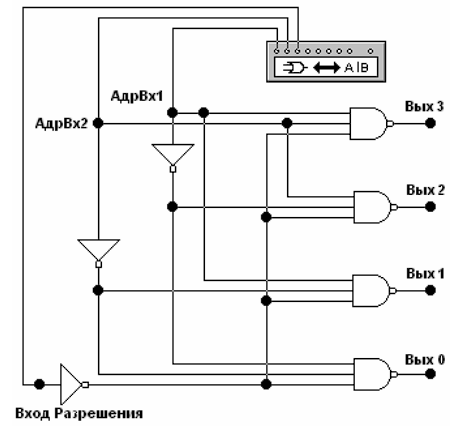 A|B
АдрВх1
Вых 3
АдрВх2
Вых 2
Вых 1
Вых 0
Вход Разрешения